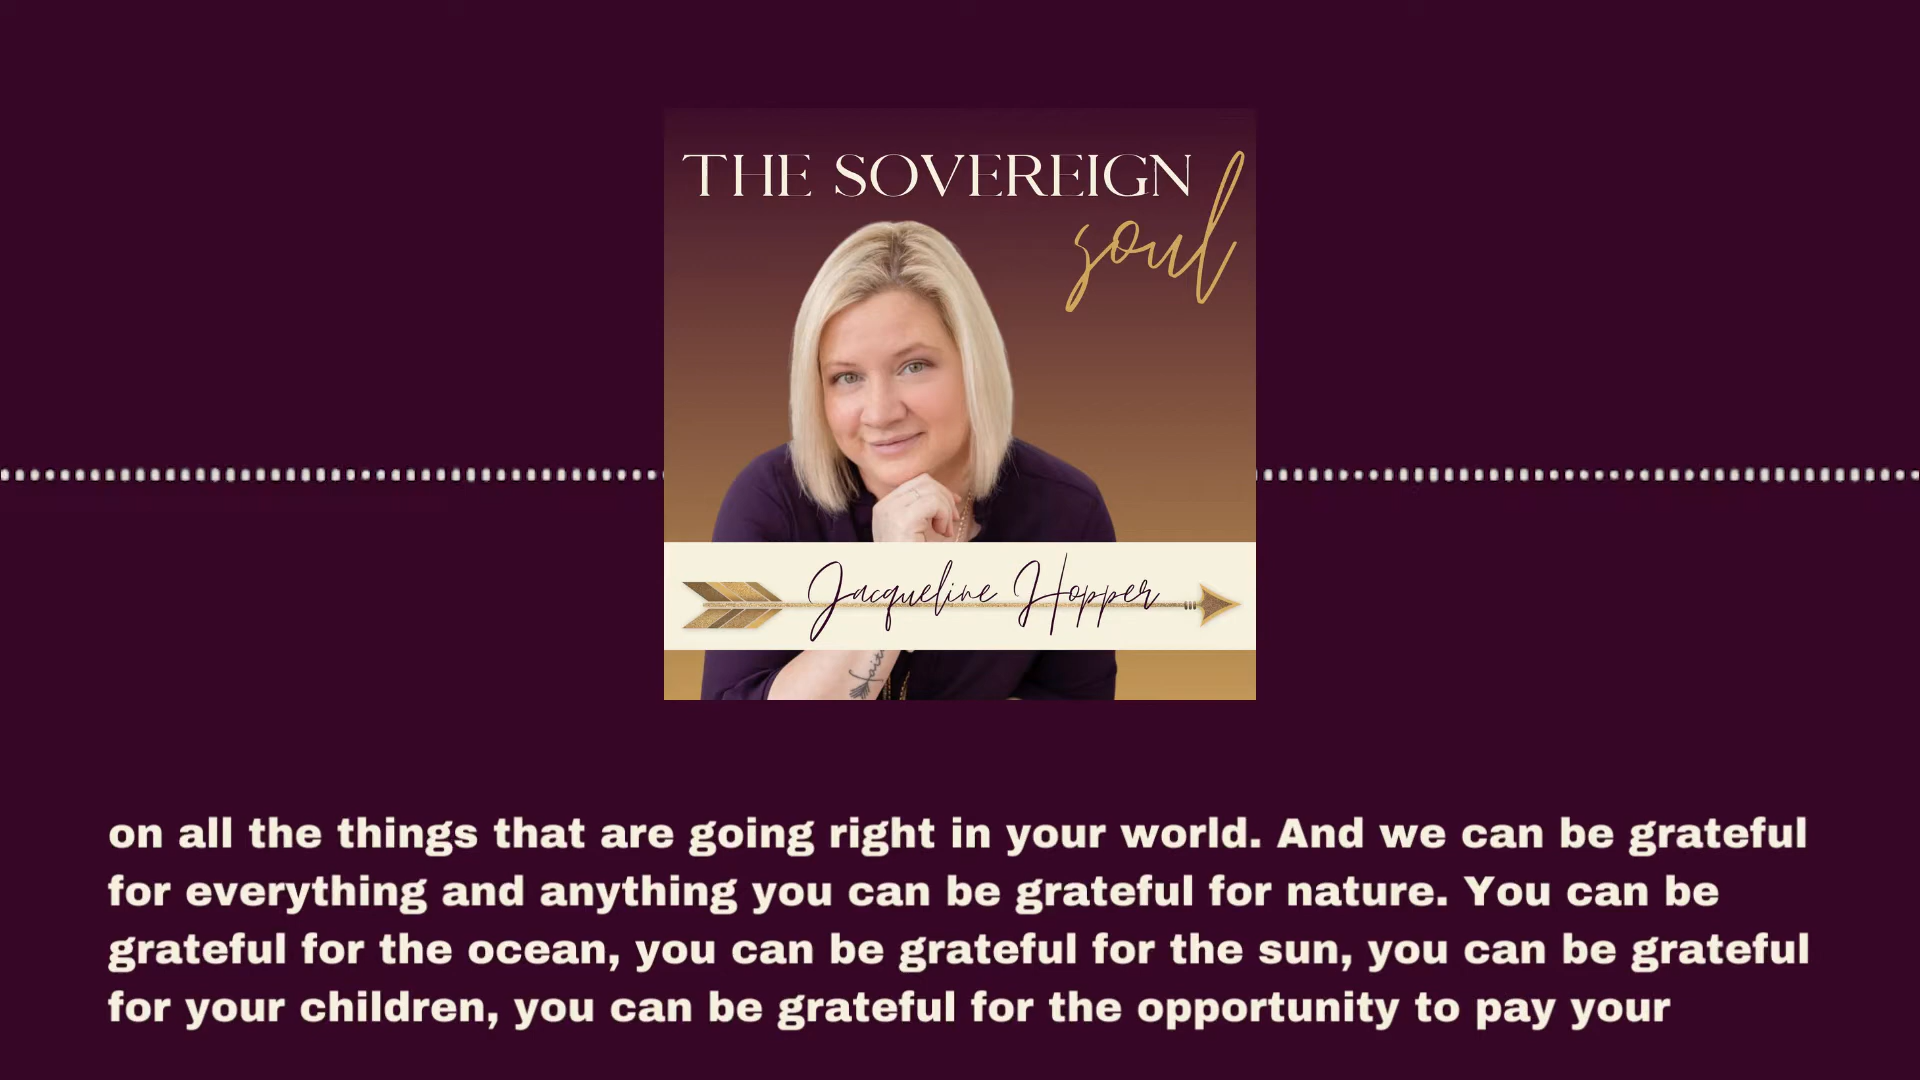 THE SOVEREIGN
soul
Jacqueline Hopper
faith
on all the things that are going right in your world. And we can be grateful
for everything and anything you can be grateful for nature. You can be
grateful for the ocean, you can be grateful for the sun, you can be grateful
for your children, you can be grateful for the opportunity to pay your